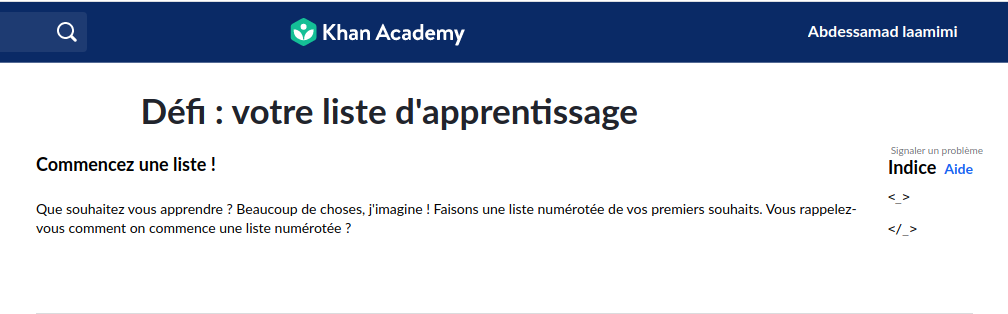 Khan Academy
Abdessamad laamimi
Défi : votre liste d'apprentissage
Signaler un problème
Commencez une liste !
Indice Aide
Que souhaitez vous apprendre ? Beaucoup de choses, j'imagine ! Faisons une liste numérotée de vos premiers souhaits. Vous rappelez-
vous comment on commence une liste numérotée ?
<_>
</_>